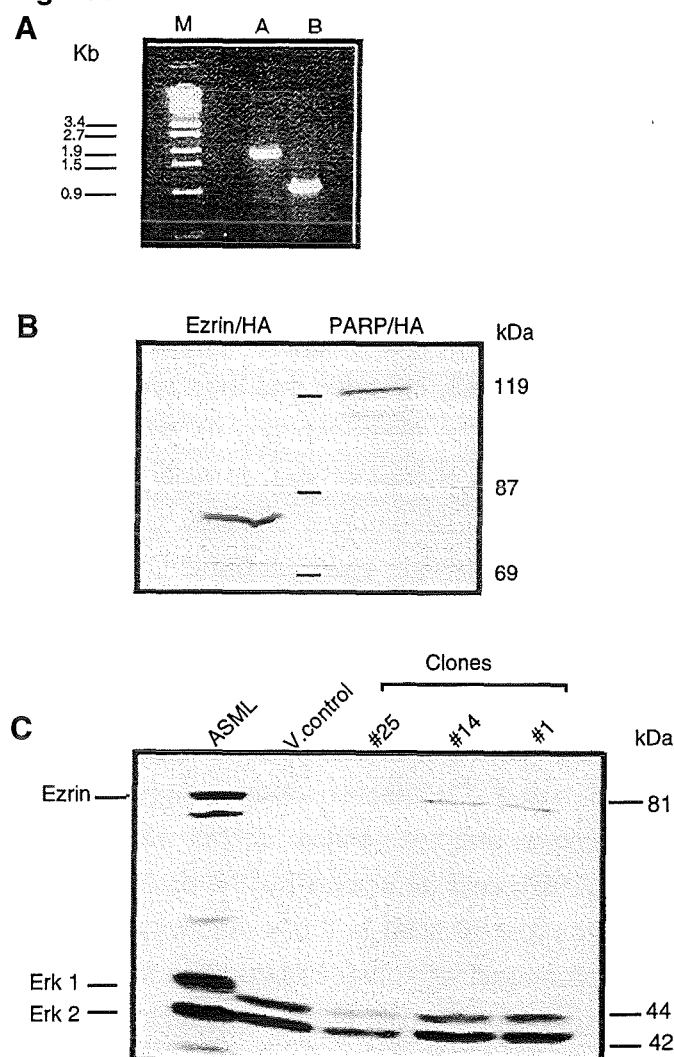 A
M A B
Kb
3.4
2.7
1.9
1.5
0.9
B
Ezrin/HA PARP/HA kDa
119
87
69
Clones
C
ASML V.control #25 #14 #1 kDa
Ezrin
81
Erk 1
Erk 2
44
42